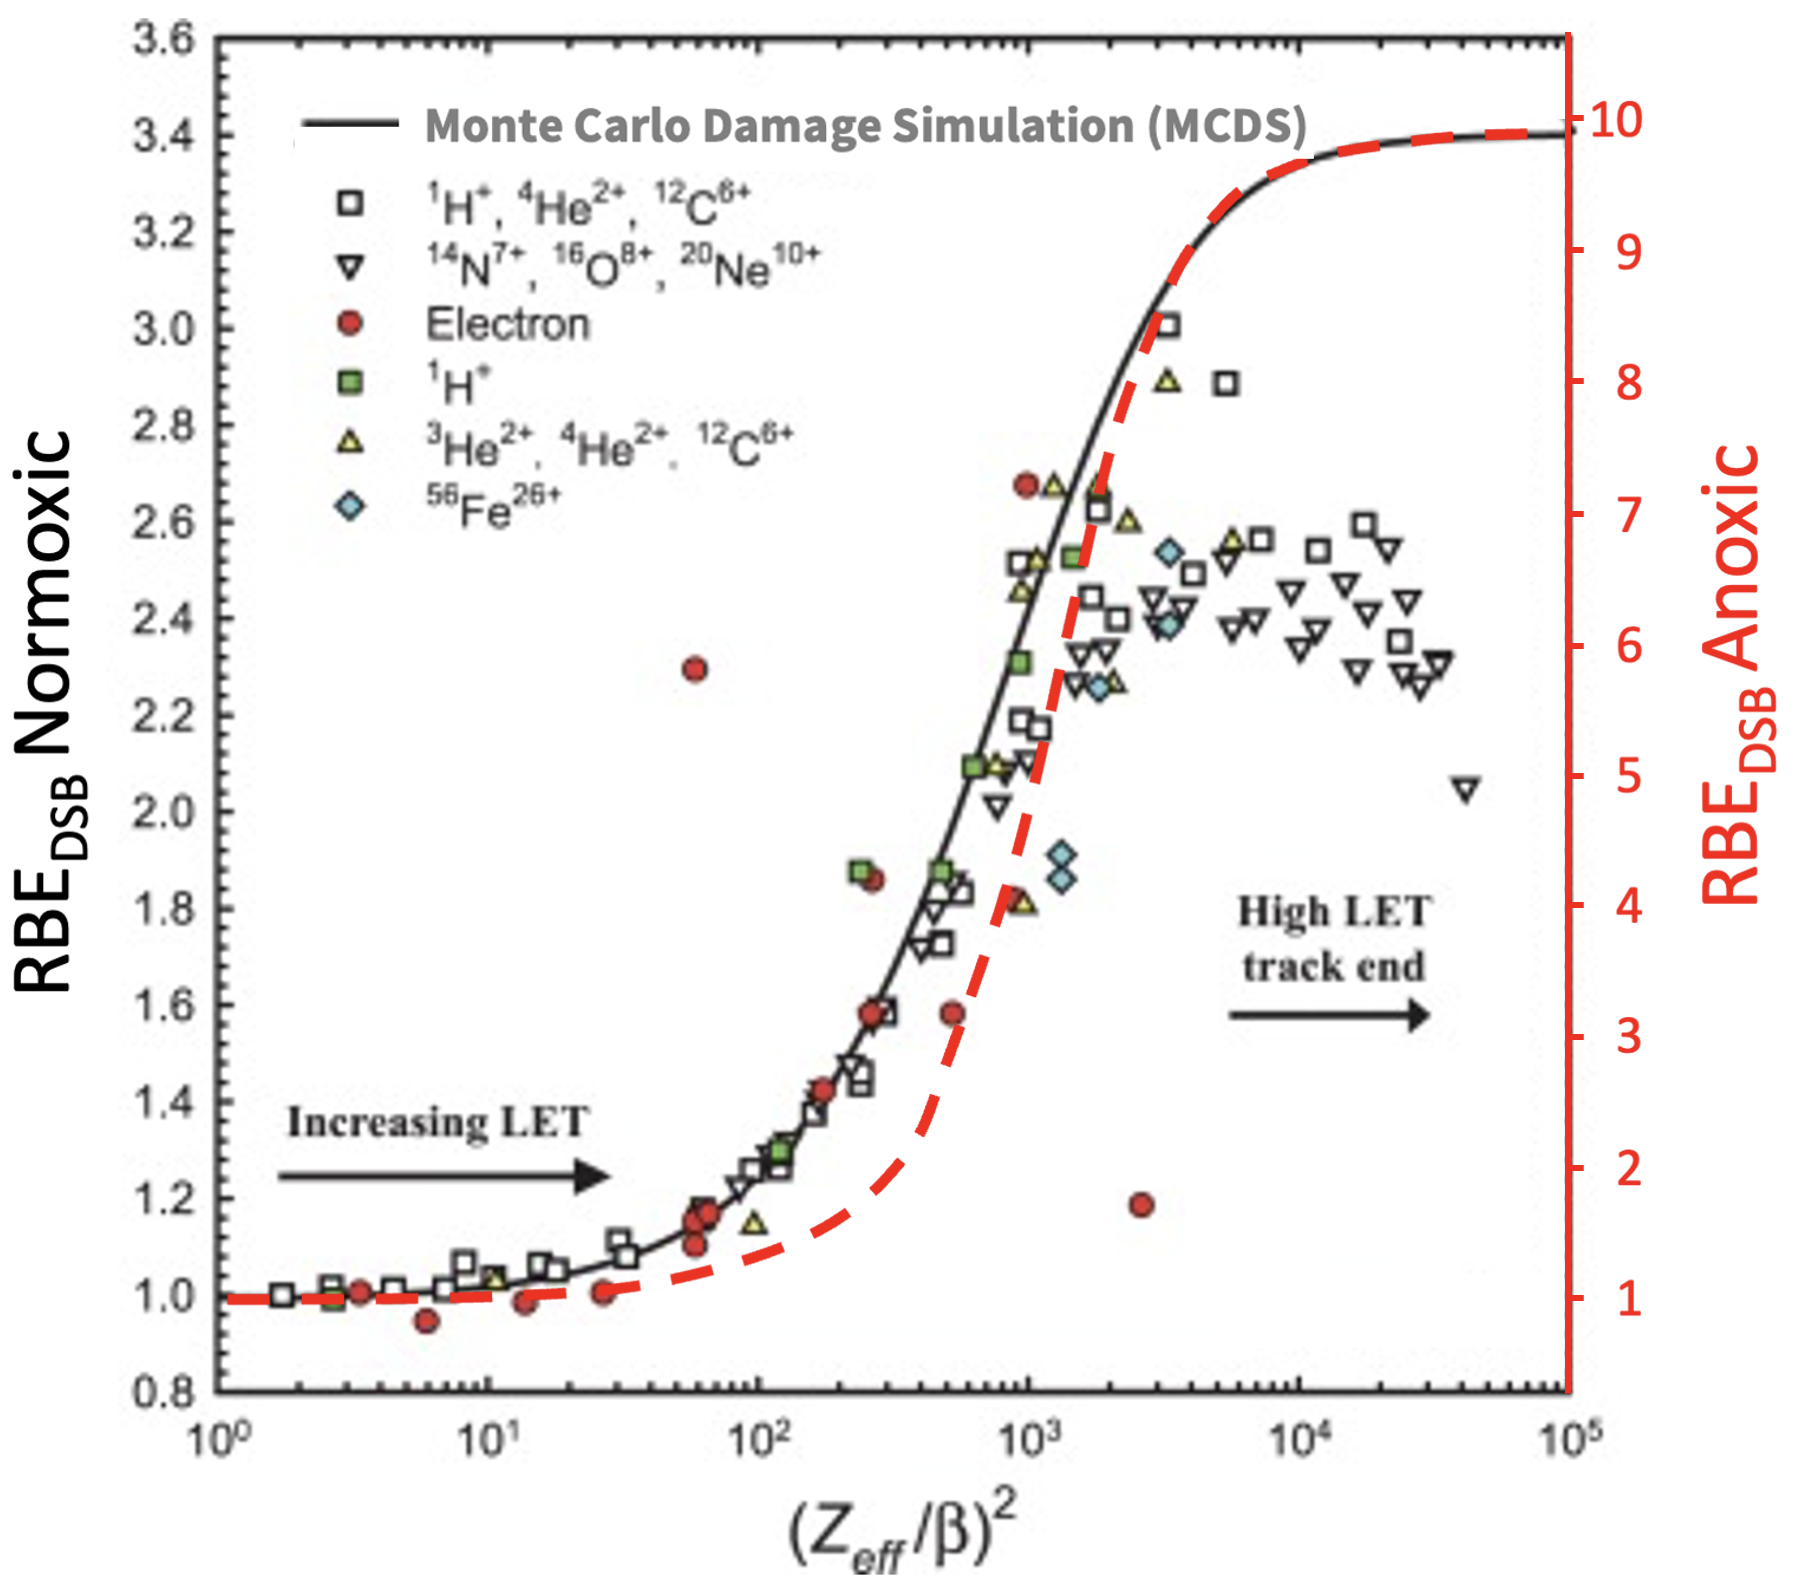 3.6
3.4
3.2
3.0
2.8
2.6
2.4
2.2
2.0
1.8
1.6
1.4
1.2
1.0
0.8
RBE_DSB Normoxic
Monte Carlo Damage Simulation (MCDS)
¹H⁺, ⁴He²⁺, ¹²C⁶⁺
¹⁴N⁷⁺, ¹⁶O⁸⁺, ²⁰Ne¹⁰⁺
Electron
¹H⁺
³He²⁺, ⁴He²⁺, ¹²C⁶⁺
⁵⁶Fe²⁶⁺
High LET
track end
Increasing LET
10
9
8
7
6
5
4
3
2
1
RBE_DSB Anoxic
10⁰ 10¹ 10² 10³ 10⁴ 10⁵
(Z_eff/β)²